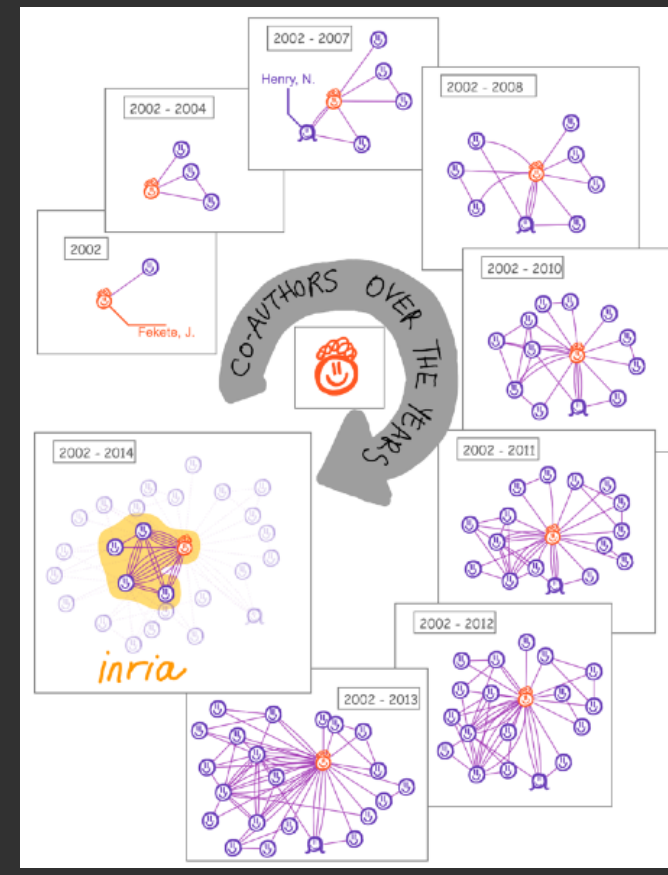 2002 - 2007
Henry, N.
2002 - 2008
2002 - 2004
2002
Fekete, J.
2002 - 2010
CO-AUTHORS OVER THE YEARS
2002 - 2011
2002 - 2014
inria
2002 - 2012
2002 - 2013